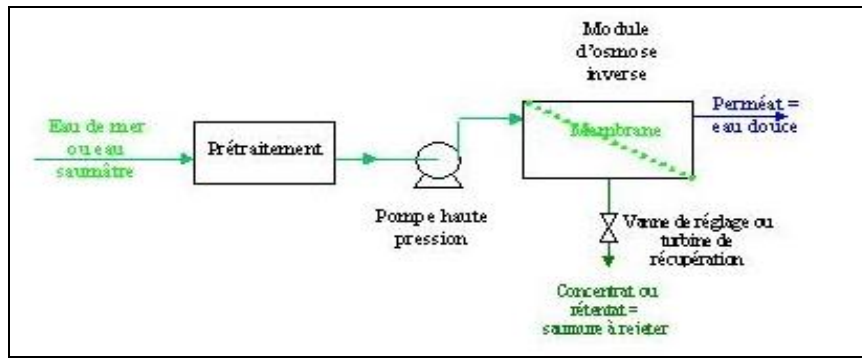 Module
d'osmose
inverse
Eau de mer
ou eau
saumâtre
Prétraitement
Membrane
Perméat =
eau douce
Pompe haute
pression
Vanne de réglage ou
turbine de
récupération
Concentrat ou
rétentat =
saumure à rejeter